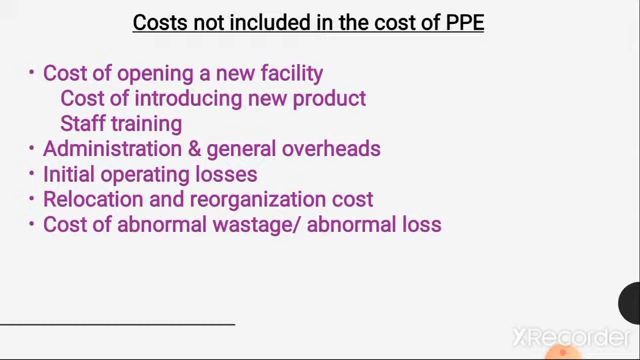 Costs not included in the cost of PPE
• Cost of opening a new facility
Cost of introducing new product
Staff training
• Administration & general overheads
• Initial operating losses
• Relocation and reorganization cost
• Cost of abnormal wastage/ abnormal loss
XRecorder
9